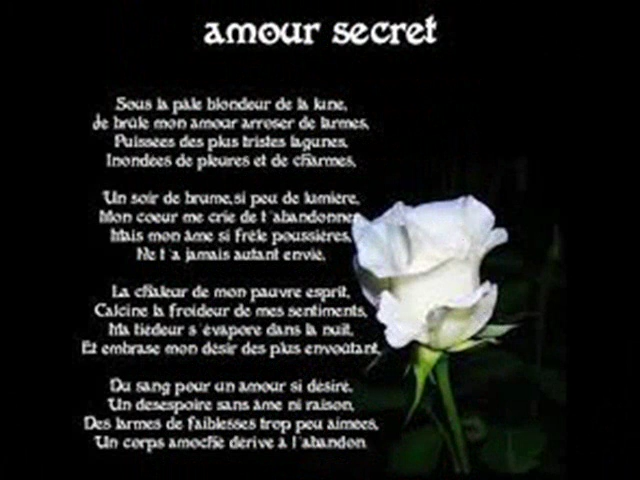 amour secret
Sous la pâle blondeur de la lune,
Je brûle mon amour arroser de larmes,
Puissées des plus tristes lagunes,
Inondées de pleures et de charmes,
Un soir de brume,si peu de lumière,
Mon coeur me crie de t'abandonner,
Mais mon âme si frêle poussières,
Ne t'a jamais autant envié,
La chaleur de mon pauvre esprit,
Calcine la froideur de mes sentiments,
Ma tiédeur s'évapore dans la nuit,
Et embrase mon désir des plus envoûtant,
Du sang pour un amour si désiré,
Un desespoire sans âme ni raison,
Des larmes de faiblesses trop peu aimées,
Un corps amoché dérive à l'abandon